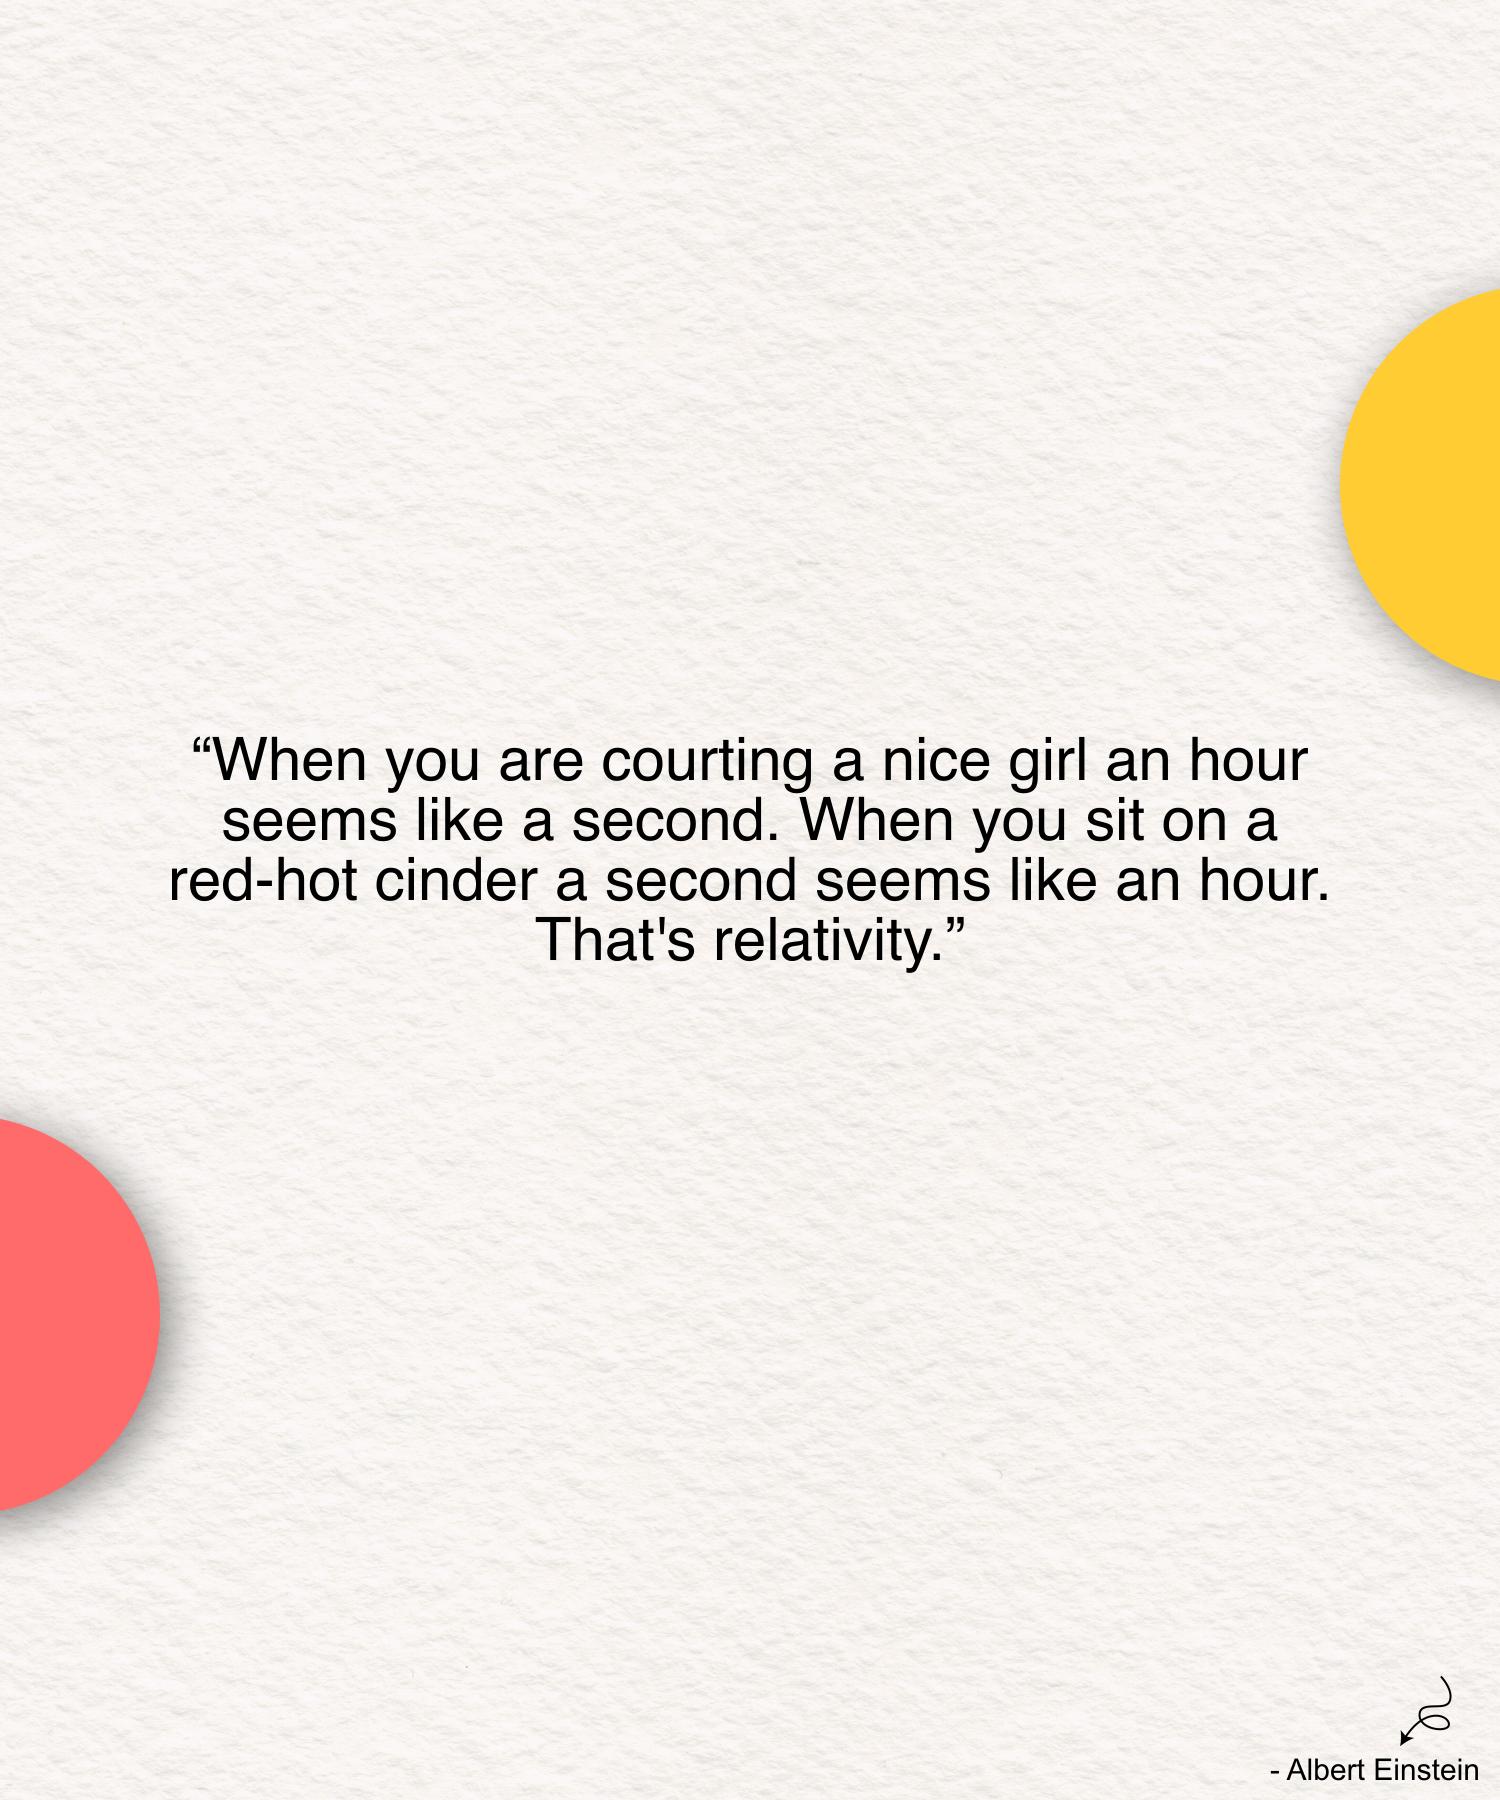 “When you are courting a nice girl an hour
seems like a second. When you sit on a
red-hot cinder a second seems like an hour.
That's relativity.”
- Albert Einstein